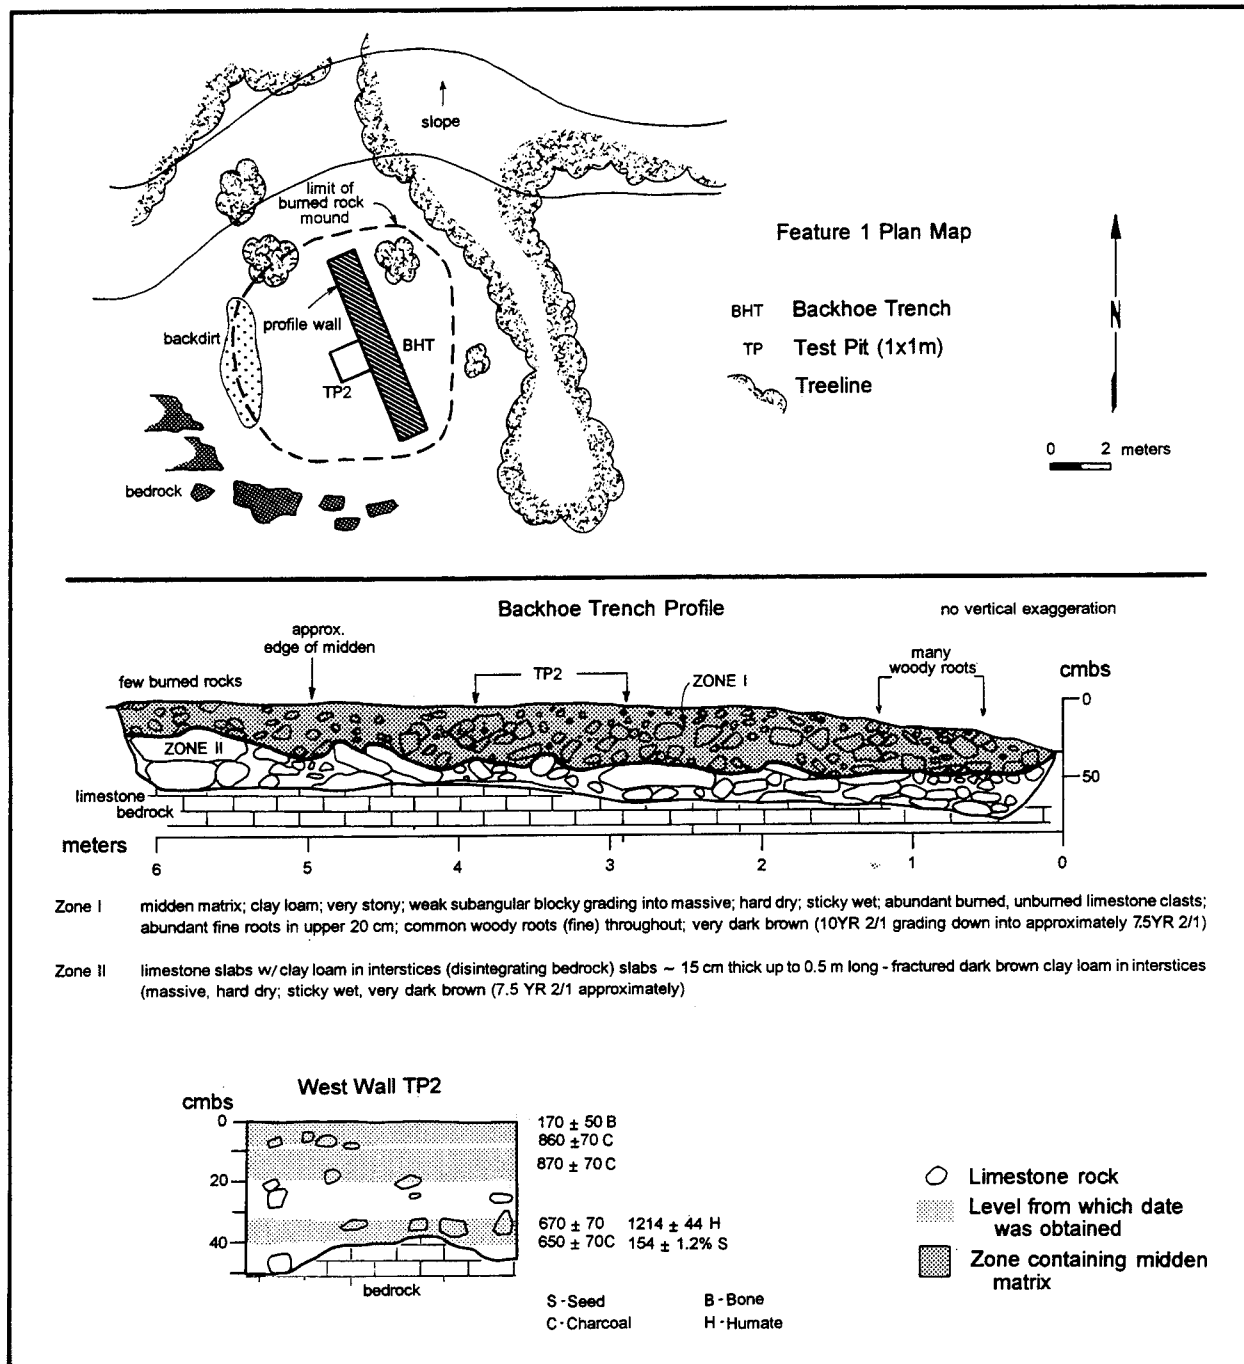 slope
limit of
burned rock
mound
Feature 1 Plan Map
N
backdirt
profile wall
BHT
TP2
BHT Backhoe Trench
TP Test Pit (1x1m)
Treeline
0 2 meters
bedrock
Backhoe Trench Profile
no vertical exaggeration
approx.
edge of midden
few burned rocks
TP2
ZONE I
many
woody roots
cmbs
0
ZONE II
50
limestone
bedrock
meters
6 5 4 3 2 1 0
Zone I midden matrix; clay loam; very stony; weak subangular blocky grading into massive; hard dry; sticky wet; abundant burned, unburned limestone clasts;
abundant fine roots in upper 20 cm; common woody roots (fine) throughout; very dark brown (10YR 2/1 grading down into approximately 7.5YR 2/1)
Zone II limestone slabs w/clay loam in interstices (disintegrating bedrock) slabs ~ 15 cm thick up to 0.5 m long - fractured dark brown clay loam in interstices
(massive, hard dry; sticky wet, very dark brown (7.5 YR 2/1 approximately)
West Wall TP2
cmbs
0
20
40
170 ± 50 B
860 ±70 C
870 ± 70 C
670 ± 70 1214 ± 44 H
650 ± 70C 154 ± 1.2% S
bedrock
S - Seed B - Bone
C - Charcoal H - Humate
Limestone rock
Level from which date
was obtained
Zone containing midden
matrix